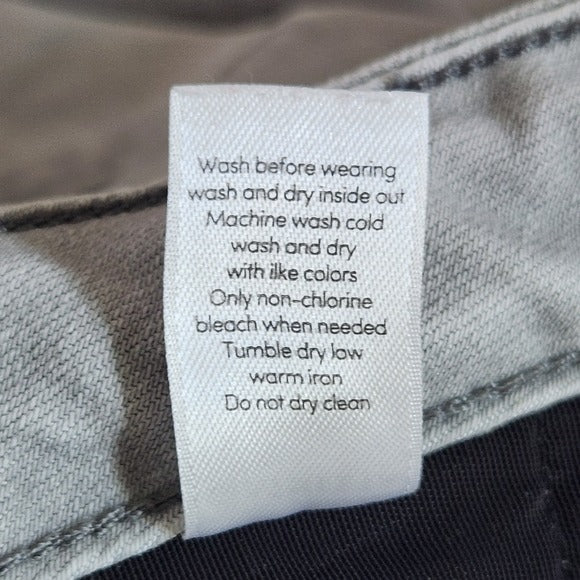 Wash before wearing
wash and dry inside out
Machine wash cold
wash and dry
with ilke colors
Only non-chlorine
bleach when needed
Tumble dry low
warm iron
Do not dry clean